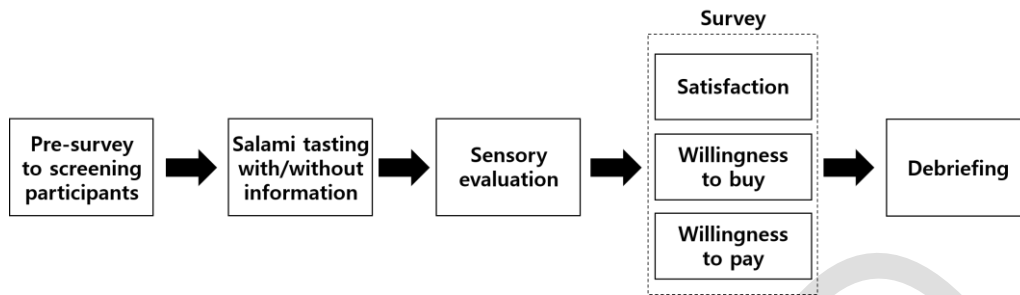 Survey
Pre-survey
to screening
participants
Salami tasting
with/without
information
Sensory
evaluation
Satisfaction
Willingness
to buy
Willingness
to pay
Debriefing